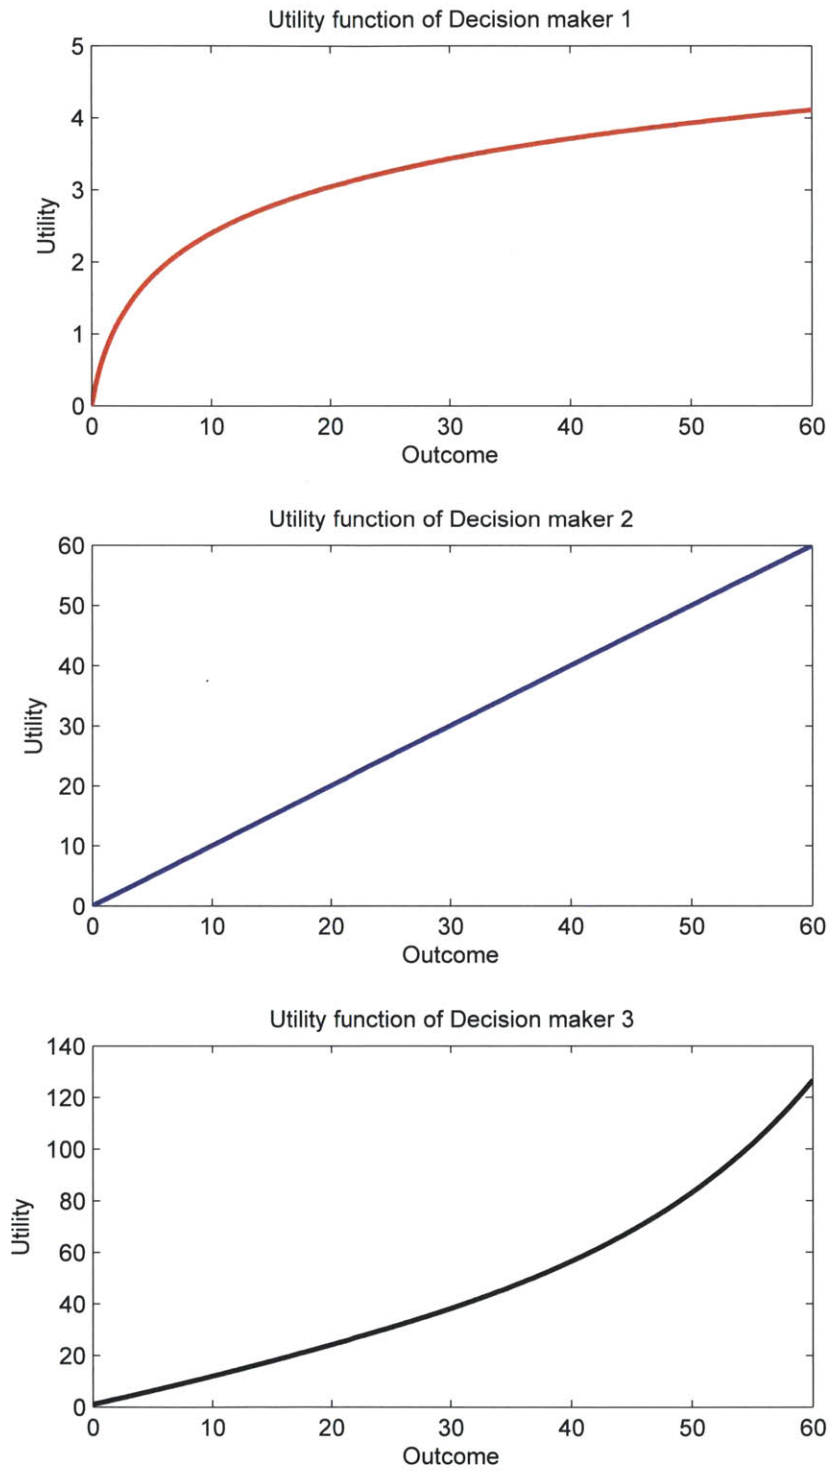 Utility function of Decision maker 1
5
4
3
2
1
0
Utility
0 10 20 30 40 50 60
Outcome
Utility function of Decision maker 2
60
50
40
30
20
10
0
Utility
0 10 20 30 40 50 60
Outcome
Utility function of Decision maker 3
140
120
100
80
60
40
20
0
Utility
0 10 20 30 40 50 60
Outcome